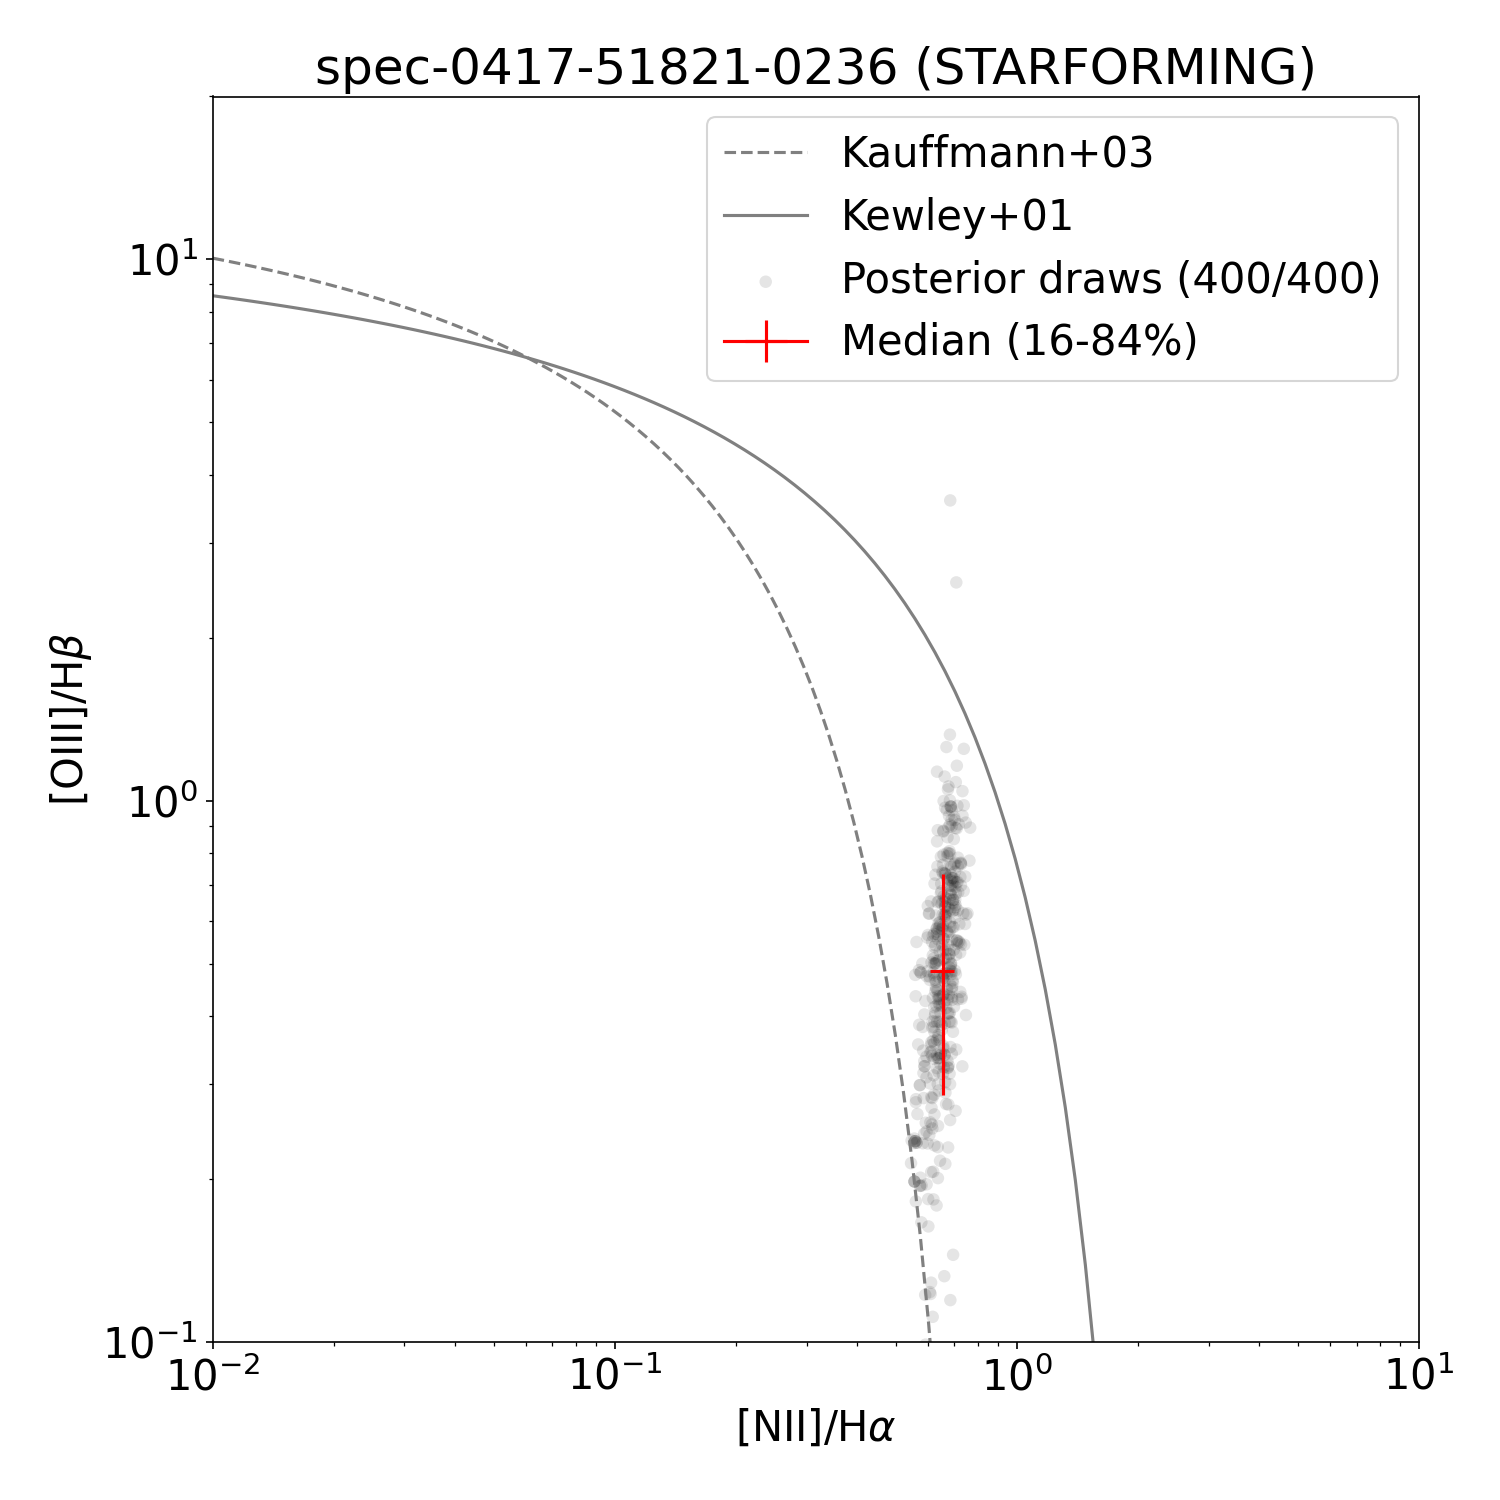 spec-0417-51821-0236 (STARFORMING)
Kauffmann+03
Kewley+01
Posterior draws (400/400)
Median (16-84%)
10¹
10⁰
10⁻¹
[OIII]/Hβ
10⁻² 10⁻¹ 10⁰ 10¹
[NII]/Hα